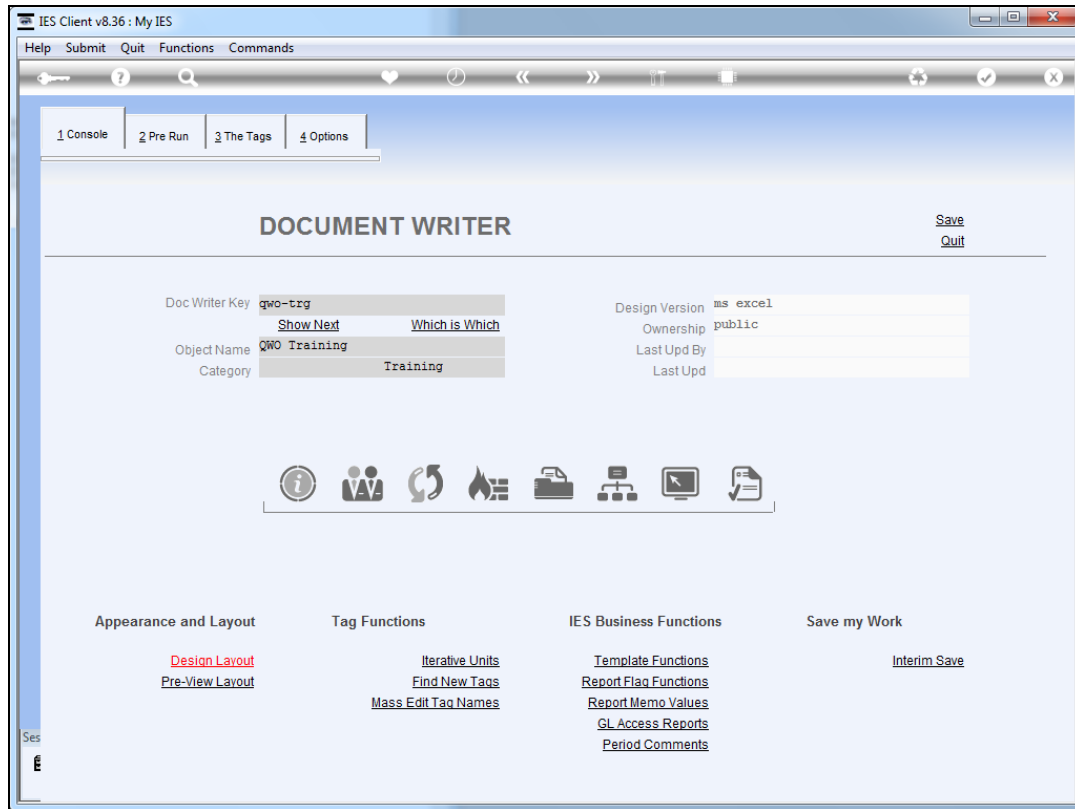 IES Client v8.36 : My IES
Help Submit Quit Functions Commands
1 Console 2 Pre Run 3 The Tags 4 Options
DOCUMENT WRITER
Save
Quit
Doc Writer Key qwo-trg
Show Next Which is Which
Object Name QWO Training
Category Training
Design Version ms excel
Ownership public
Last Upd By
Last Upd
Appearance and Layout Tag Functions IES Business Functions Save my Work
Design Layout Iterative Units Template Functions Interim Save
Pre-View Layout Find New Tags Report Flag Functions
Mass Edit Tag Names Report Memo Values
GL Access Reports
Period Comments
Ses